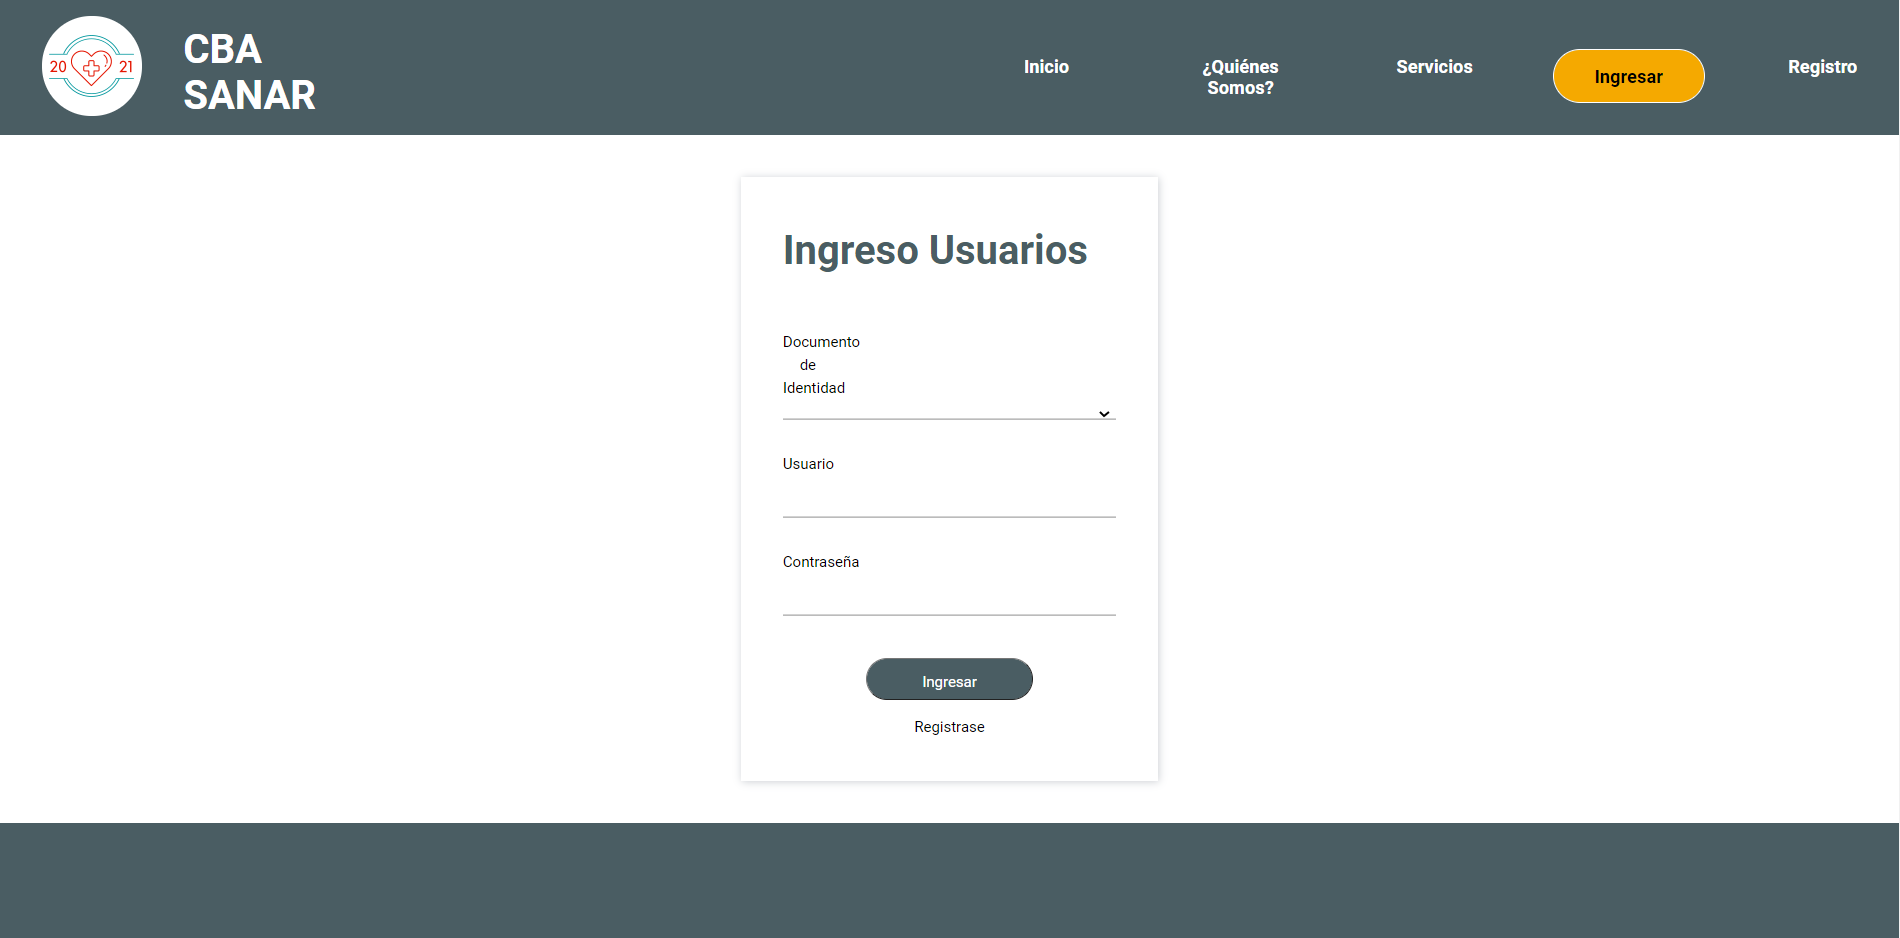 20 21
CBA
SANAR
Inicio
¿Quiénes
Somos?
Servicios
Ingresar
Registro
Ingreso Usuarios
Documento
de
Identidad
Usuario
Contraseña
Ingresar
Registrase